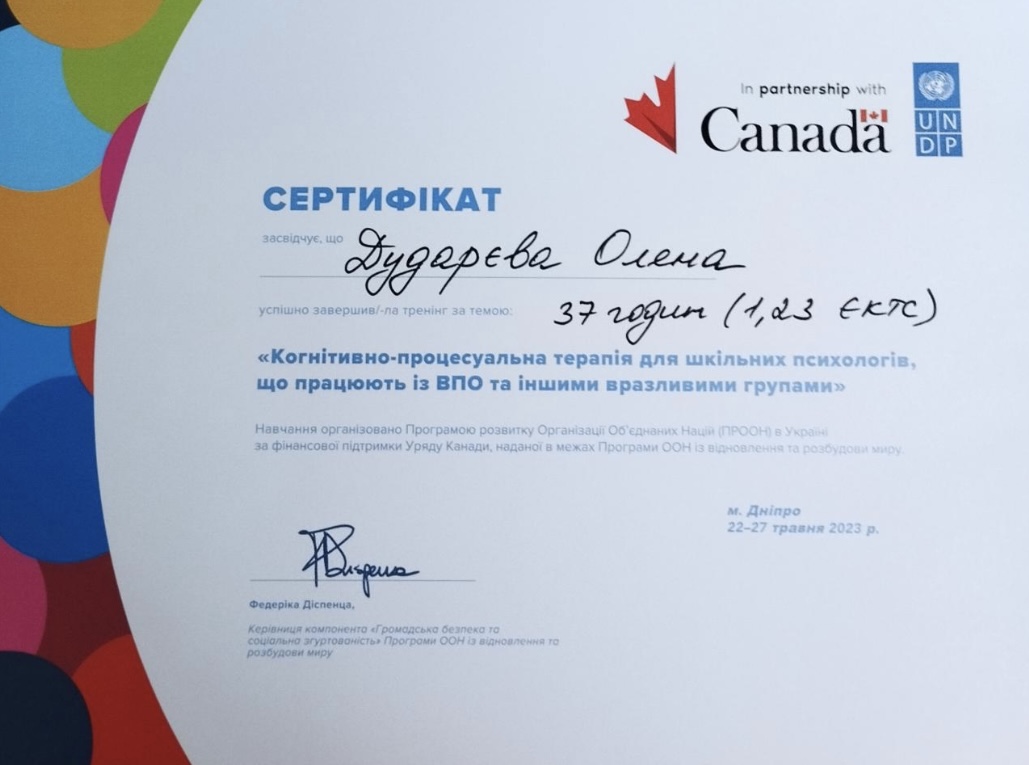 In partnership with
Canada
UN
DP
СЕРТИФІКАТ
засвідчує, що Дударєва Олена
успішно завершив/-ла тренінг за темою: 37 годин (1,23 ЄКТС)
«Когнітивно-процесуальна терапія для шкільних психологів,
що працюють із ВПО та іншими вразливими групами»
Навчання організовано Програмою розвитку Організації Об'єднаних Націй (ПРООН) в Україні
за фінансової підтримки Уряду Канади, наданої в межах Програми ООН із відновлення та розбудови миру.
м. Дніпро
22–27 травня 2023 р.
Федеріка Діспенца,
Керівниця компонента «Громадська безпека та
соціальна згуртованість» Програми ООН із відновлення та
розбудови миру